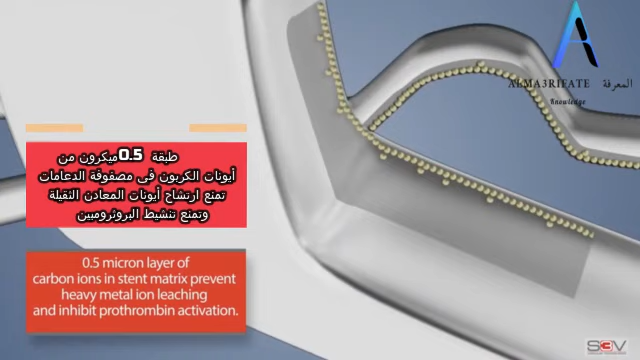 ALMA3RIFATE المعرفة
Knowledge
طبقة 0.5ميكرون من
أيونات الكربون في مصفوفة الدعامات
تمنع ارتشاح أيونات المعادن الثقيلة
وتمنع تنشيط البروثرومبين
0.5 micron layer of
carbon ions in stent matrix prevent
heavy metal ion leaching
and inhibit prothrombin activation.
S3V